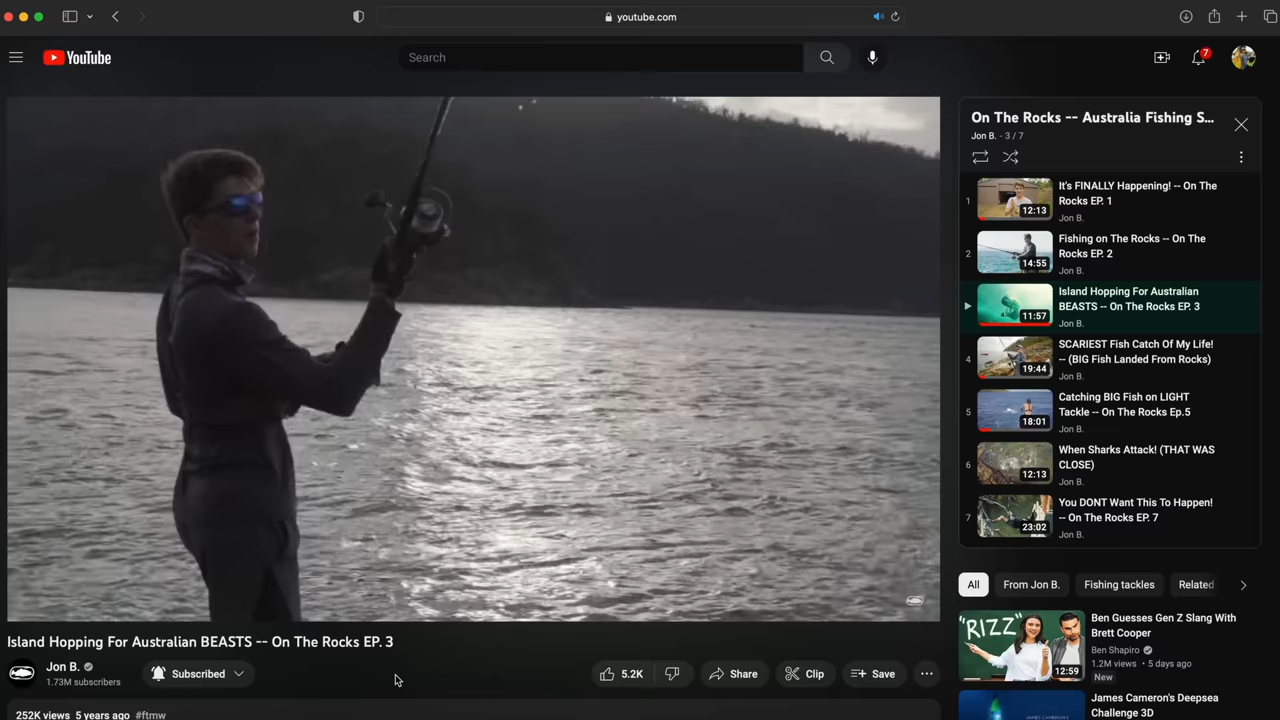 youtube.com
YouTube
Search
7
On The Rocks -- Australia Fishing S...
Jon B. - 3 / 7
1
12:13
It's FINALLY Happening! -- On The
Rocks EP. 1
Jon B.
2
14:55
Fishing on The Rocks -- On The
Rocks EP. 2
Jon B.
11:57
Island Hopping For Australian
BEASTS -- On The Rocks EP. 3
Jon B.
4
19:44
SCARIEST Fish Catch Of My Life!
-- (BIG Fish Landed From Rocks)
Jon B.
5
18:01
Catching BIG Fish on LIGHT
Tackle -- On The Rocks Ep.5
Jon B.
6
12:13
When Sharks Attack! (THAT WAS
CLOSE)
Jon B.
7
23:02
You DONT Want This To Happen!
-- On The Rocks EP. 7
Jon B.
All
From Jon B.
Fishing tackles
Related
"RIZZ"
12:59
Ben Guesses Gen Z Slang With
Brett Cooper
Ben Shapiro
1.2M views • 5 days ago
New
James Cameron's Deepsea
Challenge 3D
Island Hopping For Australian BEASTS -- On The Rocks EP. 3
Jon B.
1.73M subscribers
Subscribed
5.2K
Share
Clip
Save
252K views 5 years ago #ftmw